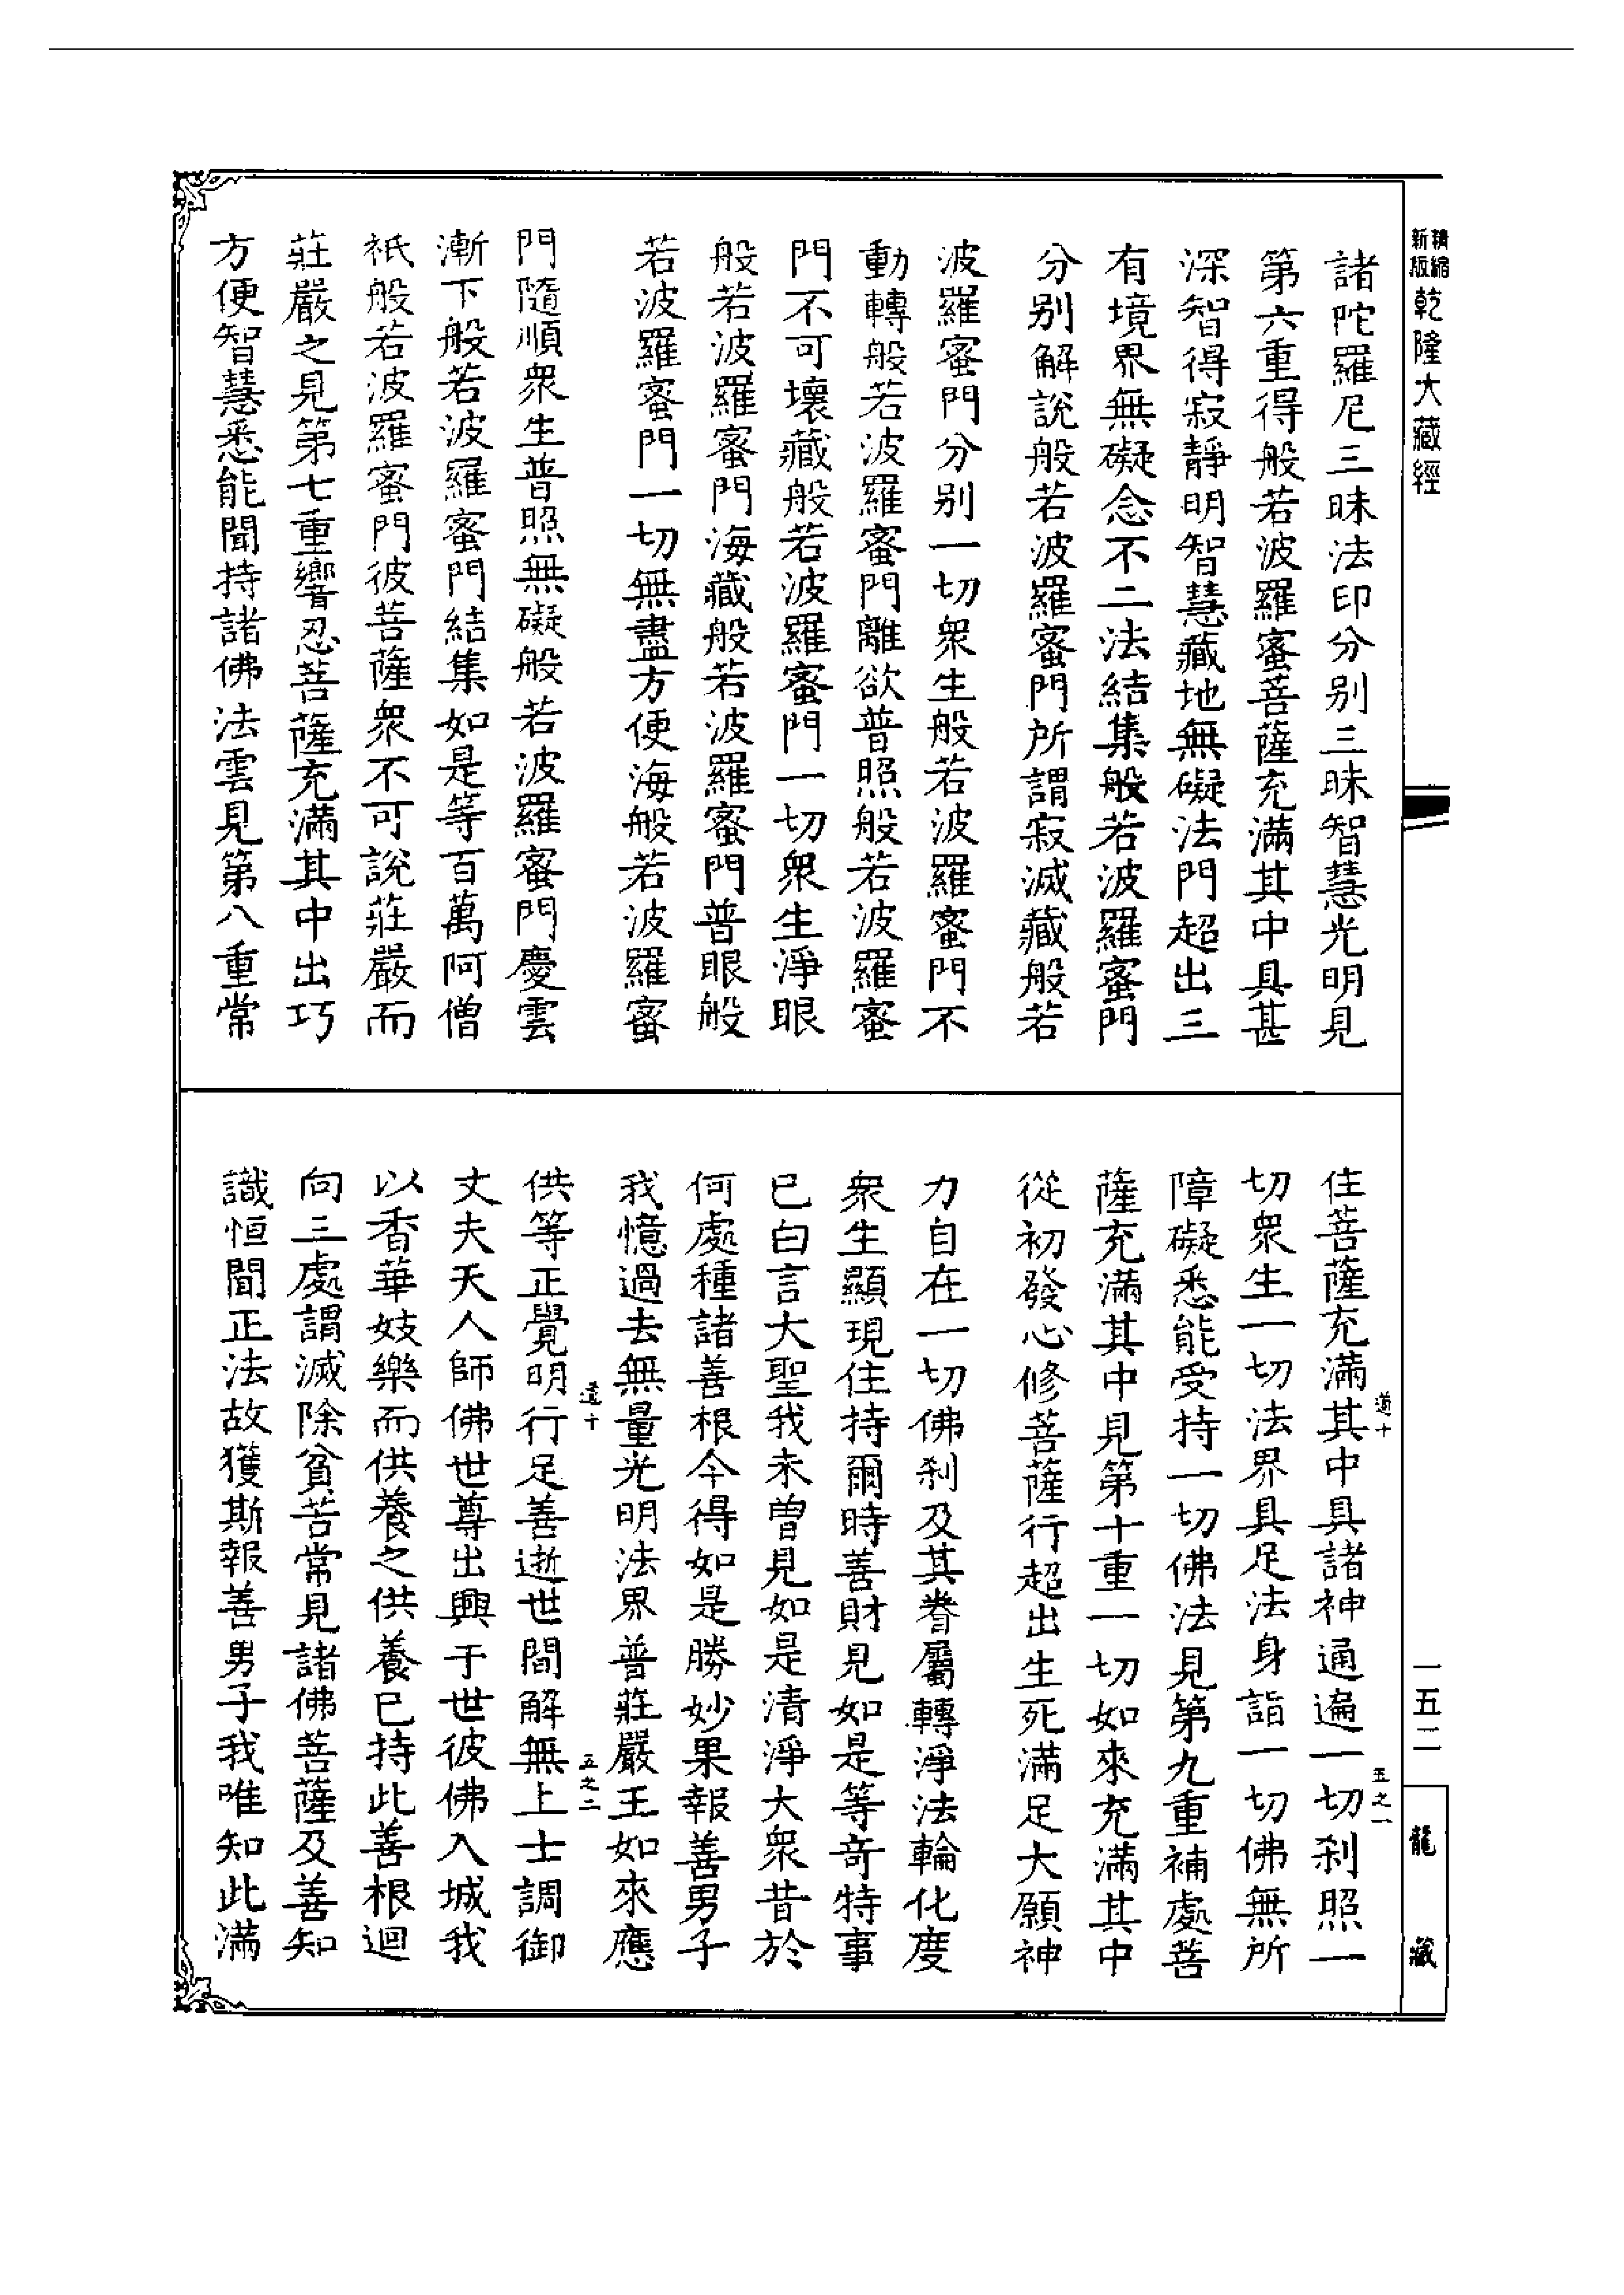 精縮
新版
乾隆大藏經
諸陀羅尼三昧法印分别三昧智慧光明見
第六重得般若波羅蜜菩薩充滿其中具甚
深智得寂靜明智慧藏地無礙法門超出三
有境界無礙念不二法結集般若波羅蜜門
分别解説般若波羅蜜門所謂寂滅藏般若
波羅蜜門分别一切衆生般若波羅蜜門不
動轉般若波羅蜜門離欲普照般若波羅蜜
門不可壞藏般若波羅蜜門一切衆生淨眼
般若波羅蜜門海藏般若波羅蜜門普眼般
若波羅蜜門一切無盡方便海般若波羅蜜
門隨順衆生普照無礙般若波羅蜜門慶雲
漸下般若波羅蜜門結集如是等百萬阿僧
祇般若波羅蜜門彼菩薩衆不可説莊嚴而
莊嚴之見第七重響忍菩薩充滿其中出巧
方便智慧悉能聞持諸佛法雲見第八重常
住菩薩充滿其中具諸神通遍一切刹照一
切衆生一切法界具足法身詣一切佛無所
障礙悉能受持一切佛法見第九重補處菩
薩充滿其中見第十重一切如來充滿其中
從初發心修菩薩行超出生死滿足大願神
力自在一切佛刹及其眷屬轉淨法輪化度
衆生顯現住持爾時善財見如是等奇特事
已白言大聖我未曽見如是清淨大衆昔於
何處種諸善根今得如是勝妙果報善男子
我憶過去無量光明法界普莊嚴王如來應
供等正覺明行足善逝世間解無上士調御
丈夫天人師佛世尊出興于世彼佛入城我
以香華妓樂而供養之供養已持此善根迴
向三處謂滅除貧苦常見諸佛菩薩及善知
識恒聞正法故獲斯報善男子我唯知此滿
五之一
五之二
一五二
龍藏